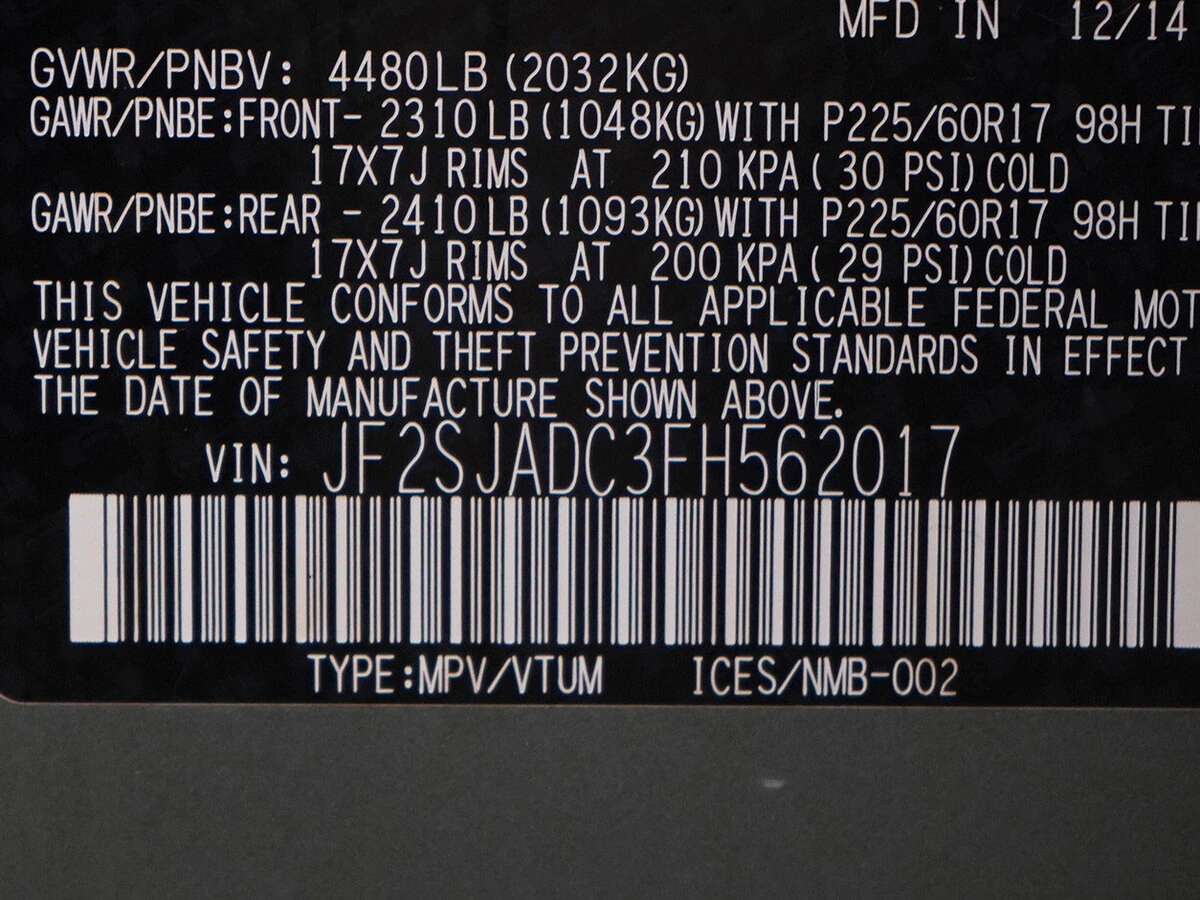 MFD IN 12/14
GVWR/PNBV: 4480LB (2032KG)
GAWR/PNBE:FRONT- 2310LB (1048KG) WITH P225/60R17 98H
17X7J RIMS AT 210 KPA ( 30 PSI) COLD
GAWR/PNBE:REAR - 2410LB (1093KG) WITH P225/60R17 98H
17X7J RIMS AT 200 KPA ( 29 PSI) COLD
THIS VEHICLE CONFORMS TO ALL APPLICABLE FEDERAL
VEHICLE SAFETY AND THEFT PREVENTION STANDARDS IN EFFECT
THE DATE OF MANUFACTURE SHOWN ABOVE.
VIN: JF2SJADC3FH562017
TYPE:MPV/VTUM ICES/NMB-002